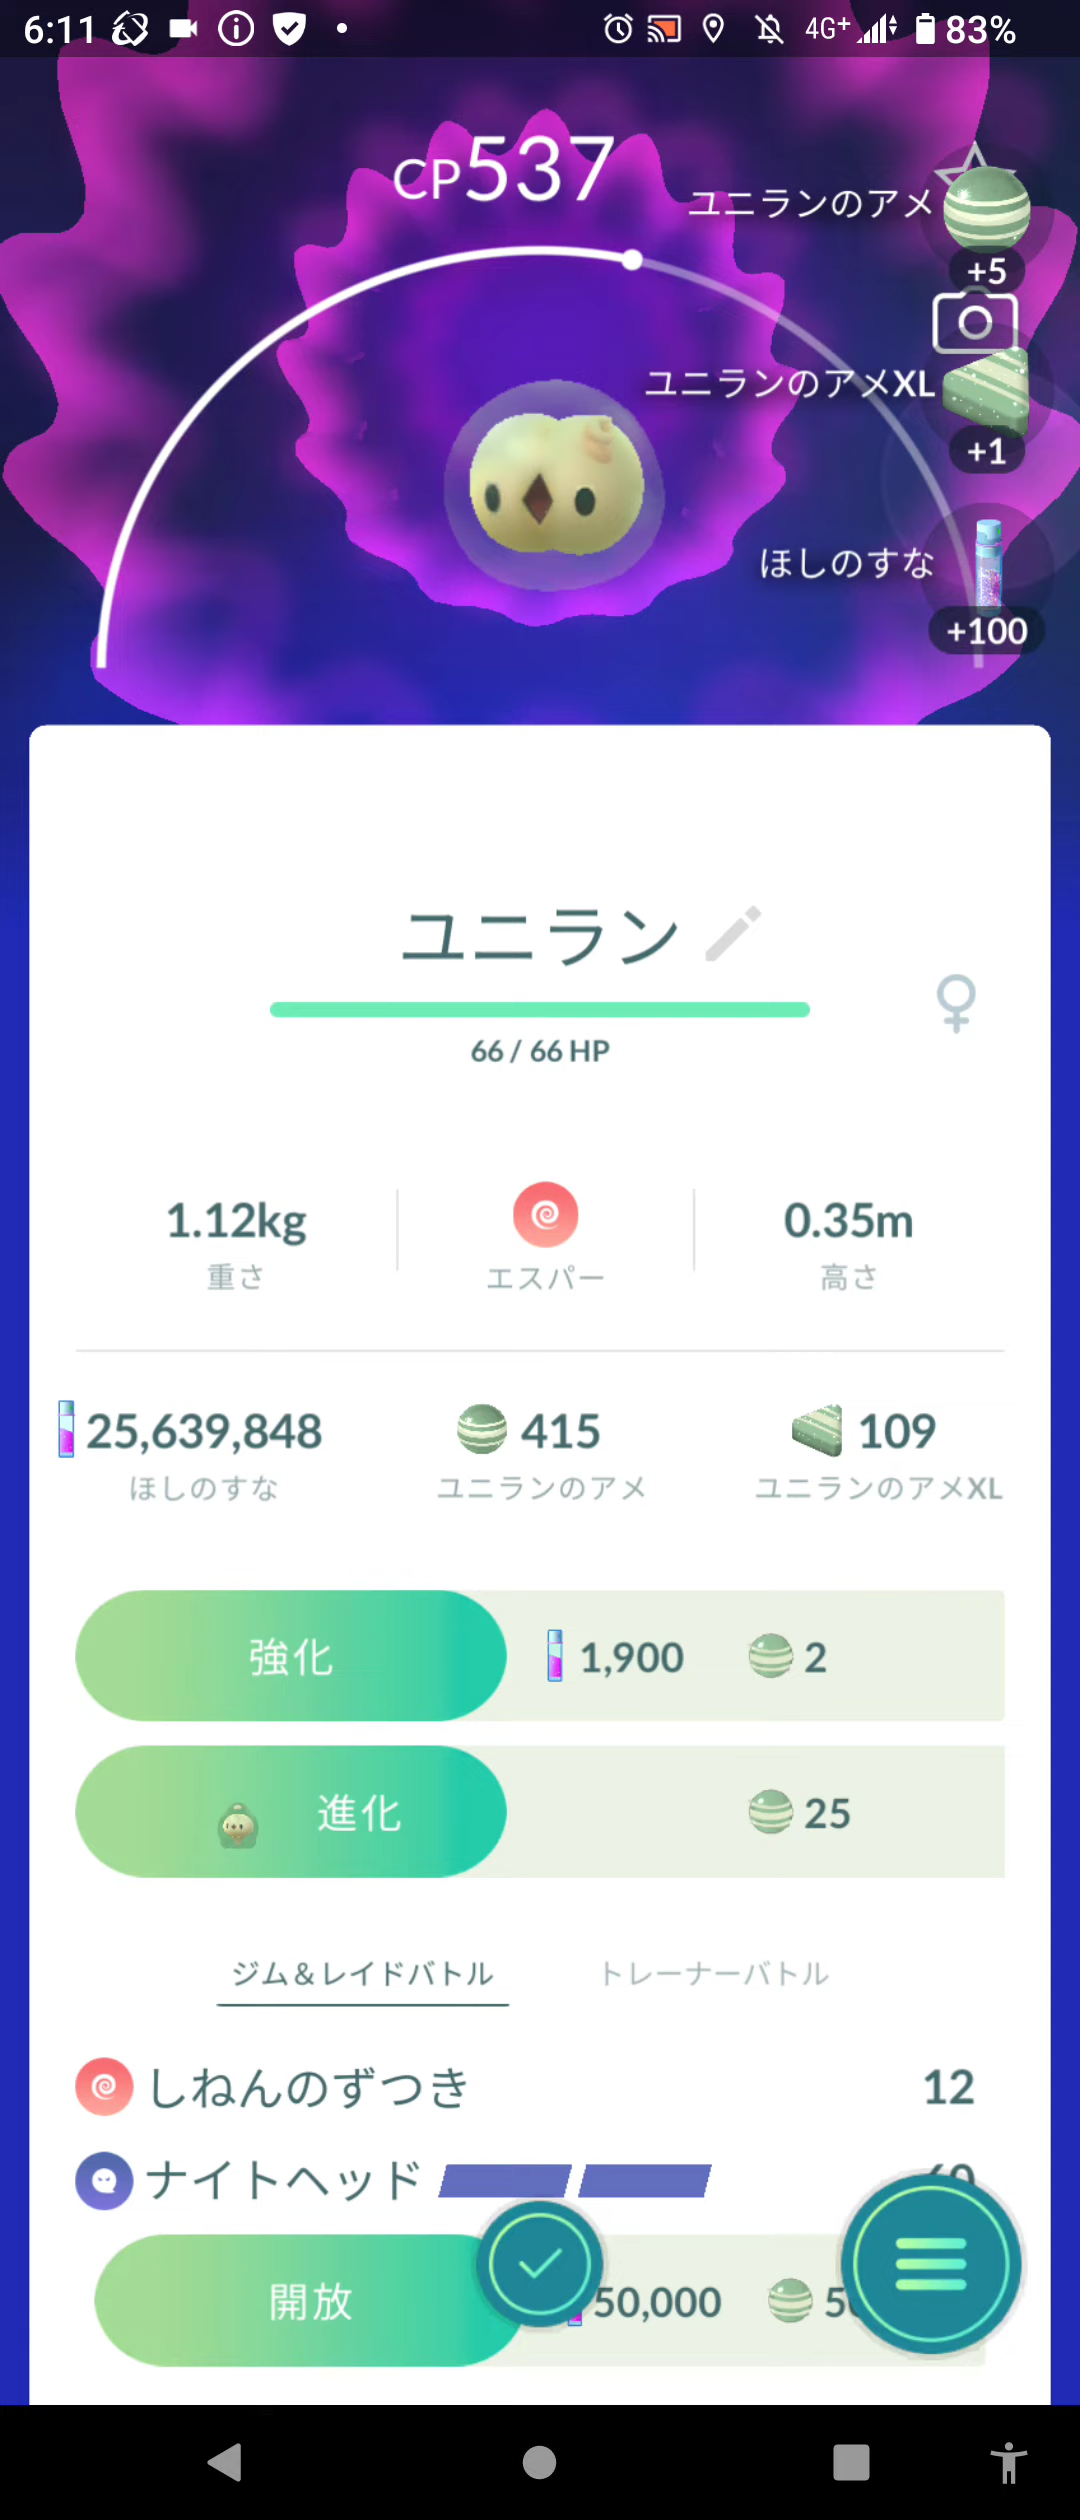 6:11
4G+
83%
CP537
ユニランのアメ
+5
ユニランのアメXL
+1
ほしのすな
+100
ユニラン
66 / 66 HP
1.12kg
重さ
エスパー
0.35m
高さ
25,639,848
ほしのすな
415
ユニランのアメ
109
ユニランのアメXL
強化
1,900
2
進化
25
ジム&レイドバトル
トレーナーバトル
しねんのずつき
12
ナイトヘッド
開放
50,000